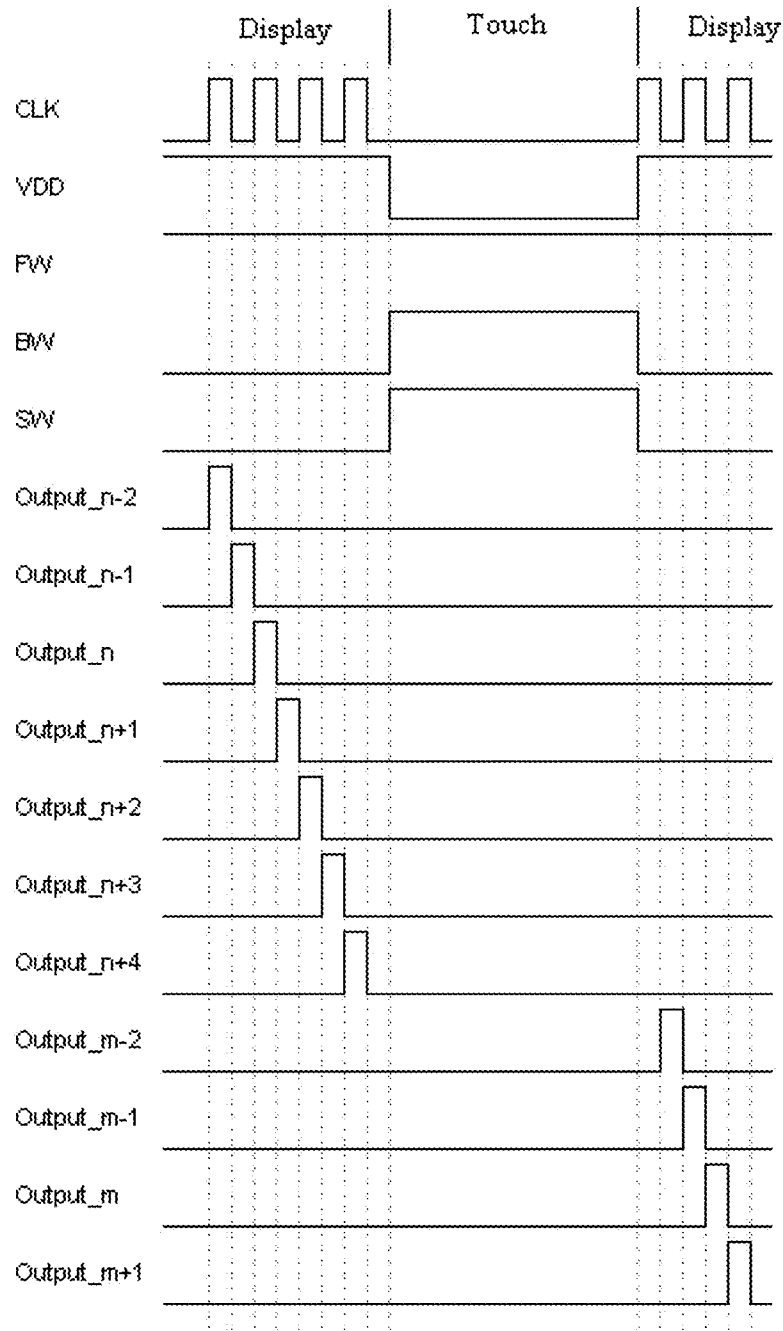 Display Touch Display
CLK
VDD
FW
BW
SW
Output_n-2
Output_n-1
Output_n
Output_n+1
Output_n+2
Output_n+3
Output_n+4
Output_m-2
Output_m-1
Output_m
Output_m+1